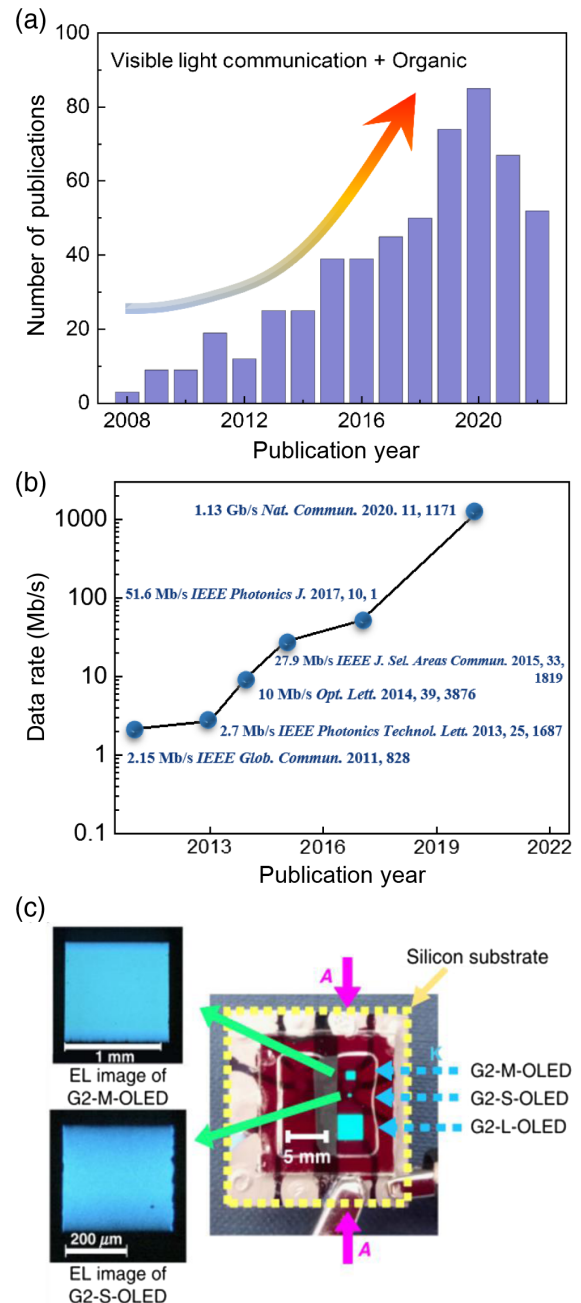 (a)
100
80
60
40
20
0
Number of publications
Visible light communication + Organic
2008
2012
2016
2020
Publication year
(b)
1000
100
10
1
0.1
Data rate (Mb/s)
1.13 Gb/s Nat. Commun. 2020. 11, 1171
51.6 Mb/s IEEE Photonics J. 2017, 10, 1
27.9 Mb/s IEEE J. Sel. Areas Commun. 2015, 33,
1819
10 Mb/s Opt. Lett. 2014, 39, 3876
2.7 Mb/s IEEE Photonics Technol. Lett. 2013, 25, 1687
2.15 Mb/s IEEE Glob. Commun. 2011, 828
2013
2016
2019
2022
Publication year
(c)
1 mm
EL image of
G2-M-OLED
200 μm
EL image of
G2-S-OLED
A
Silicon substrate
K
G2-M-OLED
G2-S-OLED
G2-L-OLED
5 mm
A